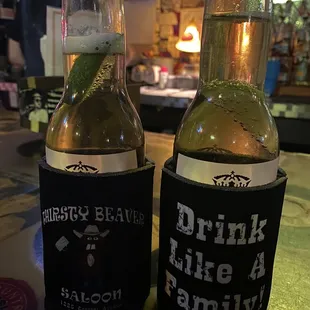 THIRSTY BEAVER
SALOON
Drink
Like A
Family!